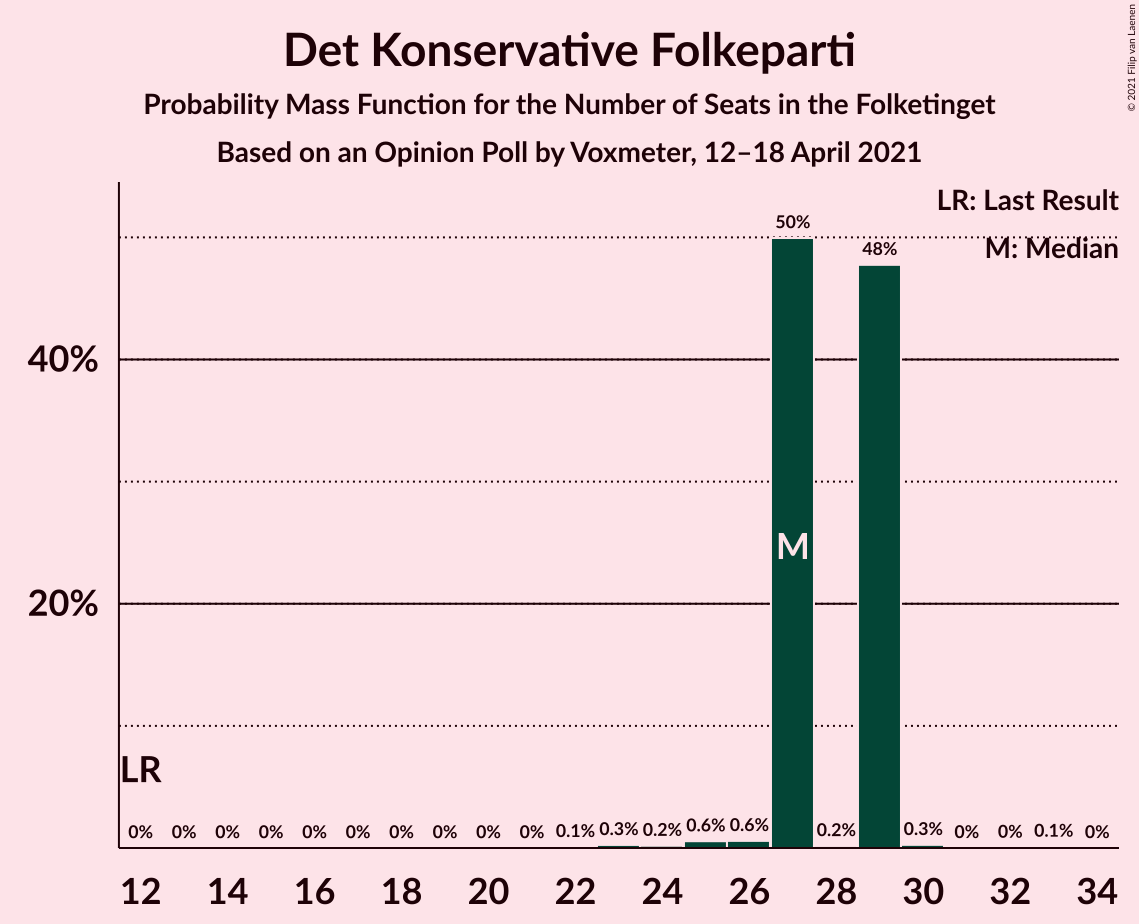 Det Konservative Folkeparti
Probability Mass Function for the Number of Seats in the Folketinget
Based on an Opinion Poll by Voxmeter, 12–18 April 2021
© 2021 Filip van Laenen
LR: Last Result
M: Median
50%
48%
40%
M
20%
LR
0% 0% 0% 0% 0% 0% 0% 0% 0% 0% 0.1% 0.3% 0.2% 0.6% 0.6% 0.2% 0.3% 0% 0% 0.1% 0%
12 14 16 18 20 22 24 26 28 30 32 34